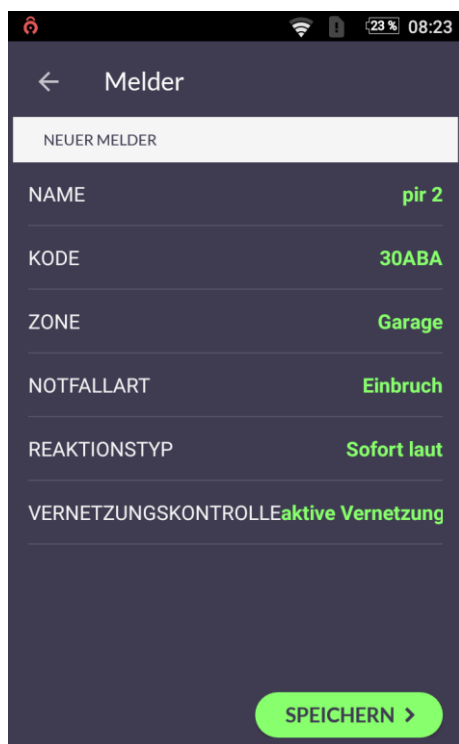 23 % 08:23
Melder
NEUER MELDER
NAME pir 2
KODE 30ABA
ZONE Garage
NOTFALLART Einbruch
REAKTIONSTYP Sofort laut
VERNETZUNGSKONTROLLE aktive Vernetzung
SPEICHERN